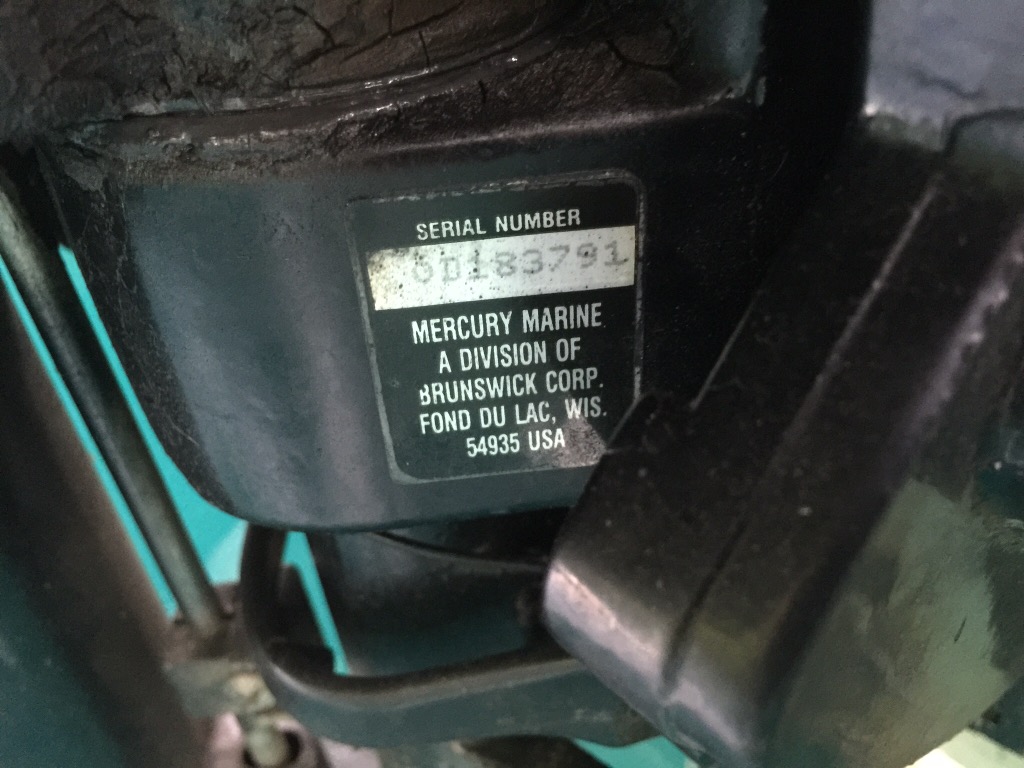 SERIAL NUMBER
0D183791
MERCURY MARINE
A DIVISION OF
BRUNSWICK CORP.
FOND DU LAC, WIS.
54935 USA